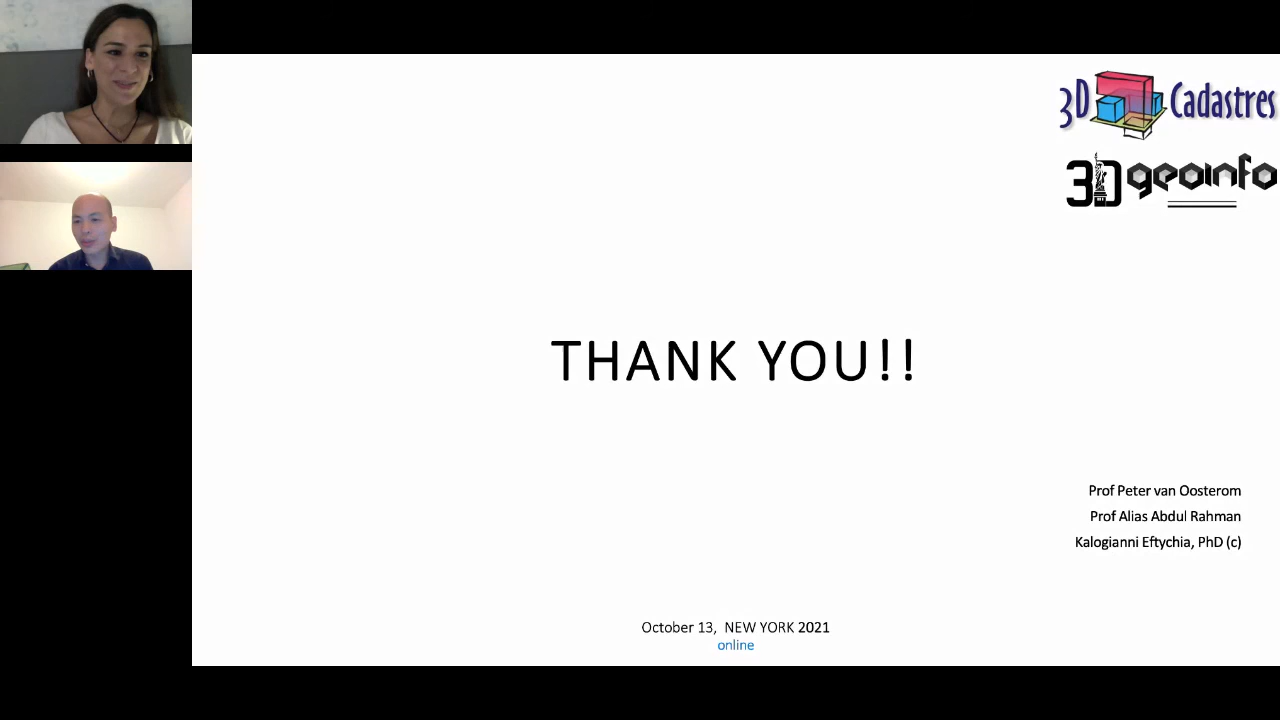 3D Cadastres
3D geoinfo
THANK YOU!!
Prof Peter van Oosterom
Prof Alias Abdul Rahman
Kalogianni Eftychia, PhD (c)
October 13, NEW YORK 2021
online